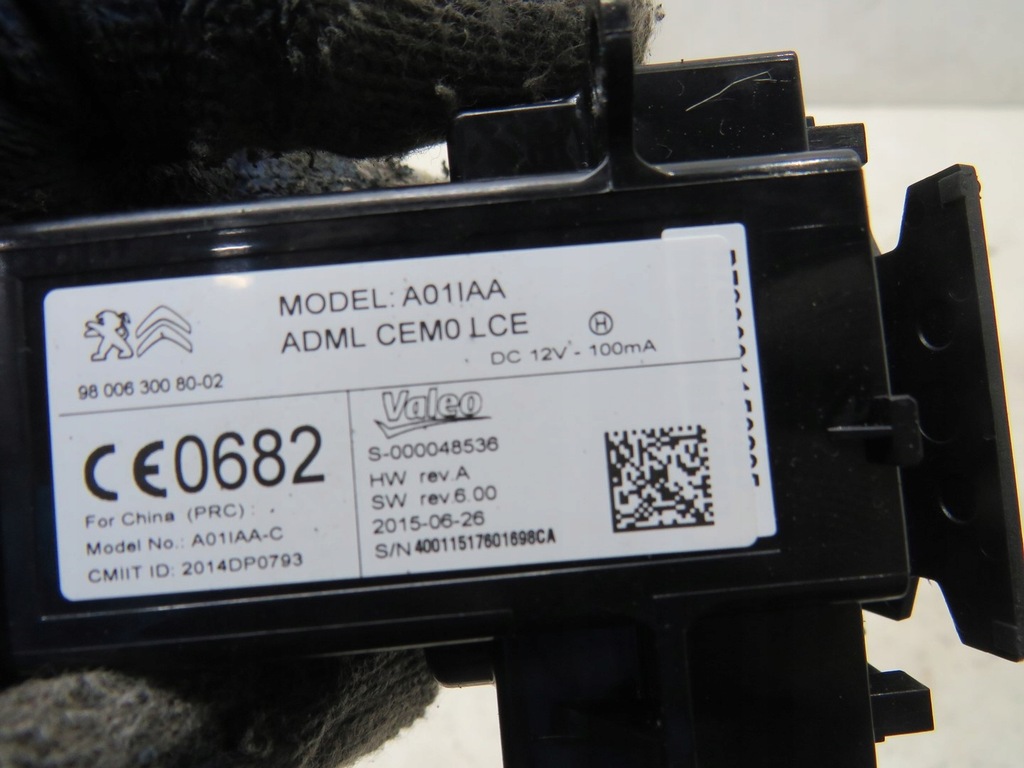 MODEL: A01IAA
ADML CEM0 LCE
H
DC 12V - 100mA
98 006 300 80-02
CE0682
For China (PRC) :
Model No.: A01IAA-C
CMIIT ID: 2014DP0793
Valeo
S-000048536
HW rev.A
SW rev.6.00
2015-06-26
S/N 40011517601698CA